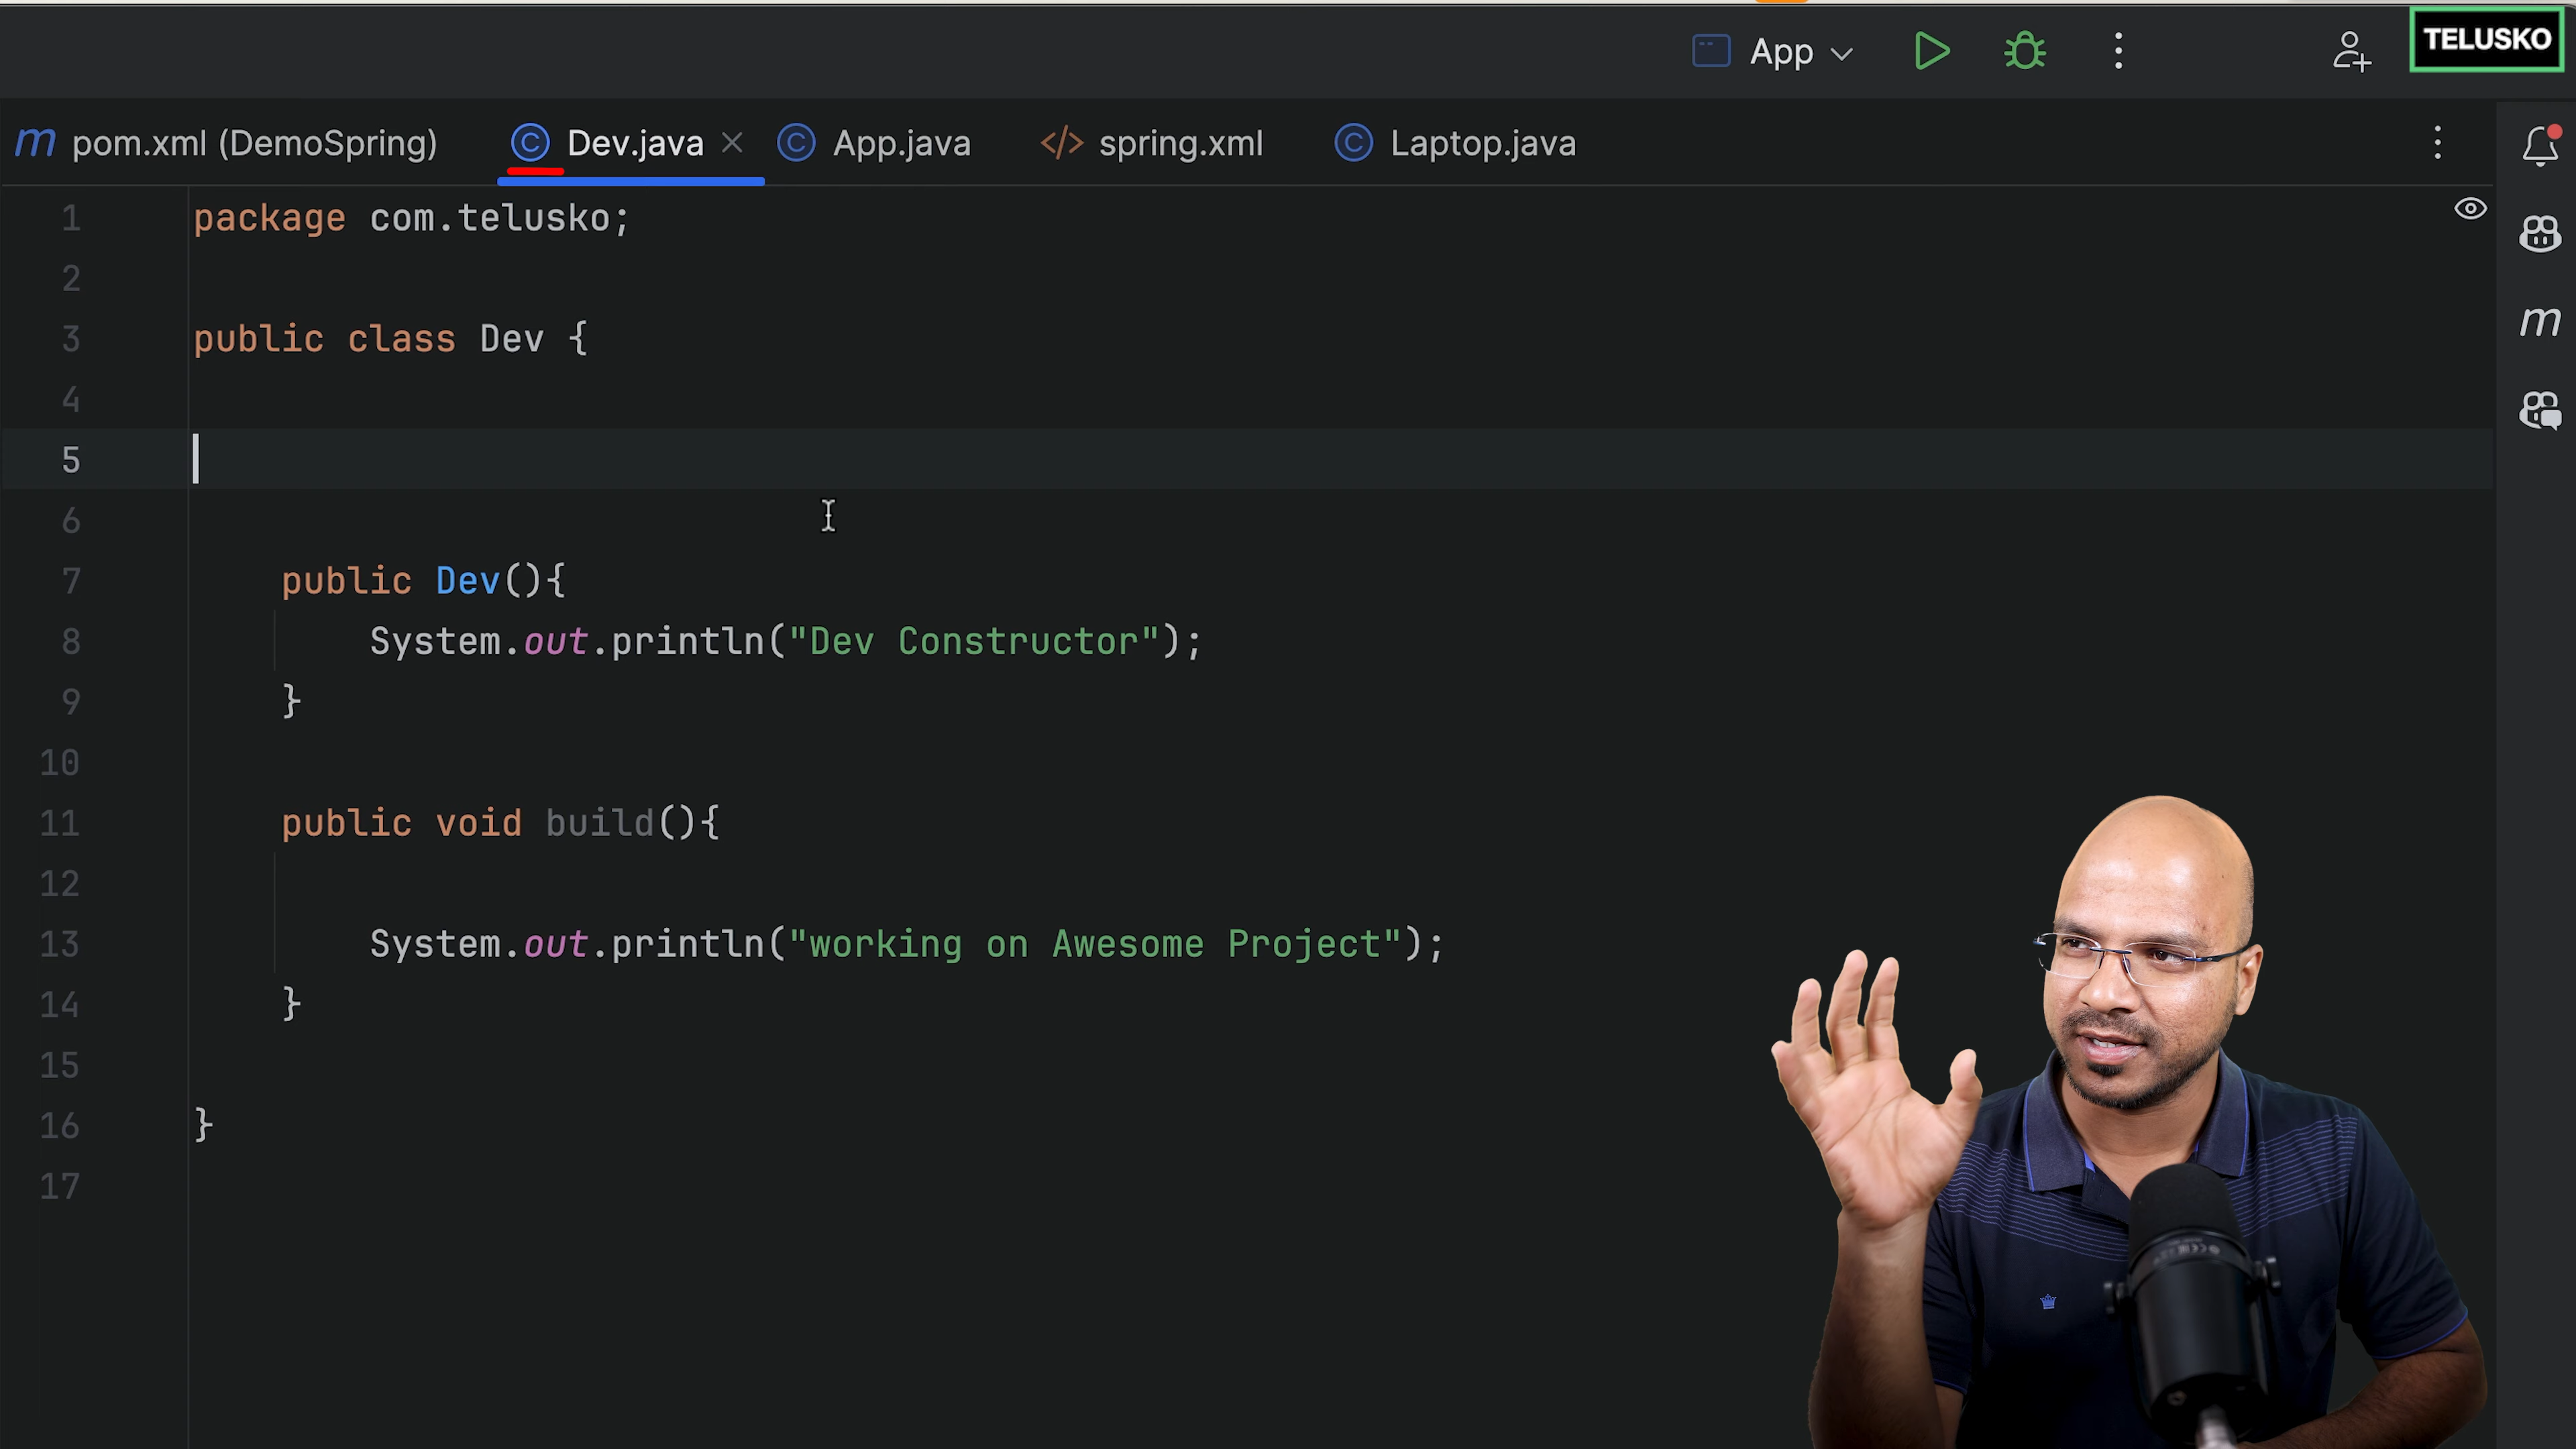 App
TELUSKO
m pom.xml (DemoSpring) © Dev.java × © App.java </> spring.xml © Laptop.java
1 package com.telusko;
2
3 public class Dev {
4
5
6
7 public Dev(){
8 System.out.println("Dev Constructor");
9 }
10
11 public void build(){
12
13 System.out.println("working on Awesome Project");
14 }
15
16 }
17
m